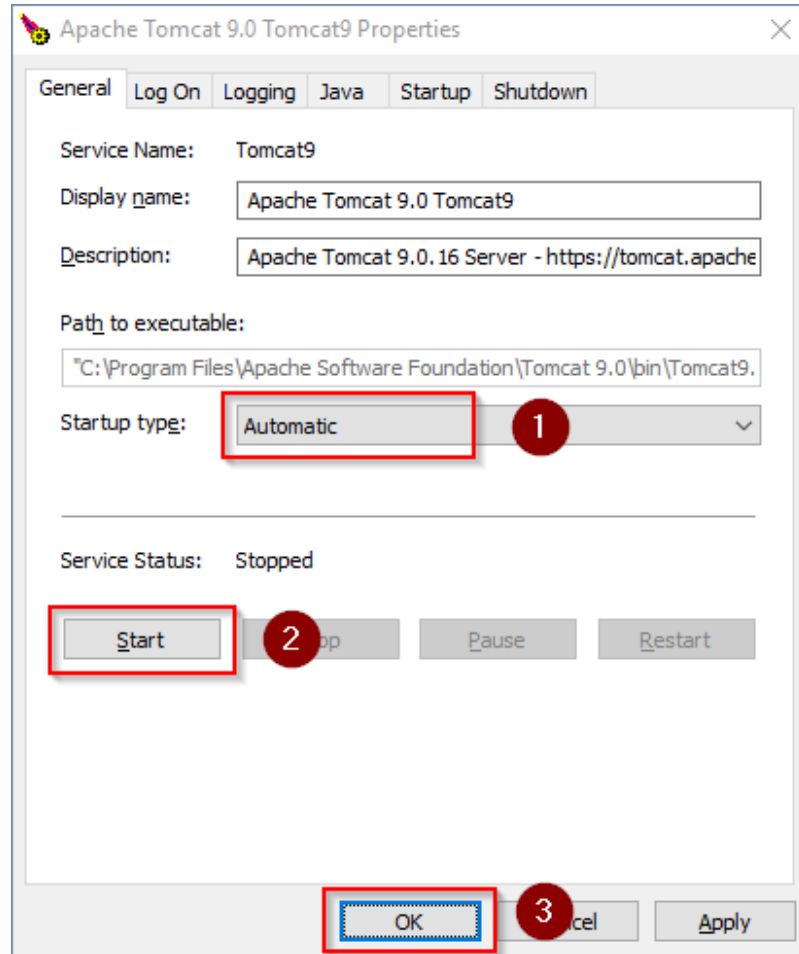 Apache Tomcat 9.0 Tomcat9 Properties
General Log On Logging Java Startup Shutdown
Service Name: Tomcat9
Display name: Apache Tomcat 9.0 Tomcat9
Description: Apache Tomcat 9.0.16 Server - https://tomcat.apache
Path to executable:
"C:\Program Files\Apache Software Foundation\Tomcat 9.0\bin\Tomcat9.
Startup type: Automatic 1
Service Status: Stopped
Start 2 op Pause Restart
OK 3 cel Apply